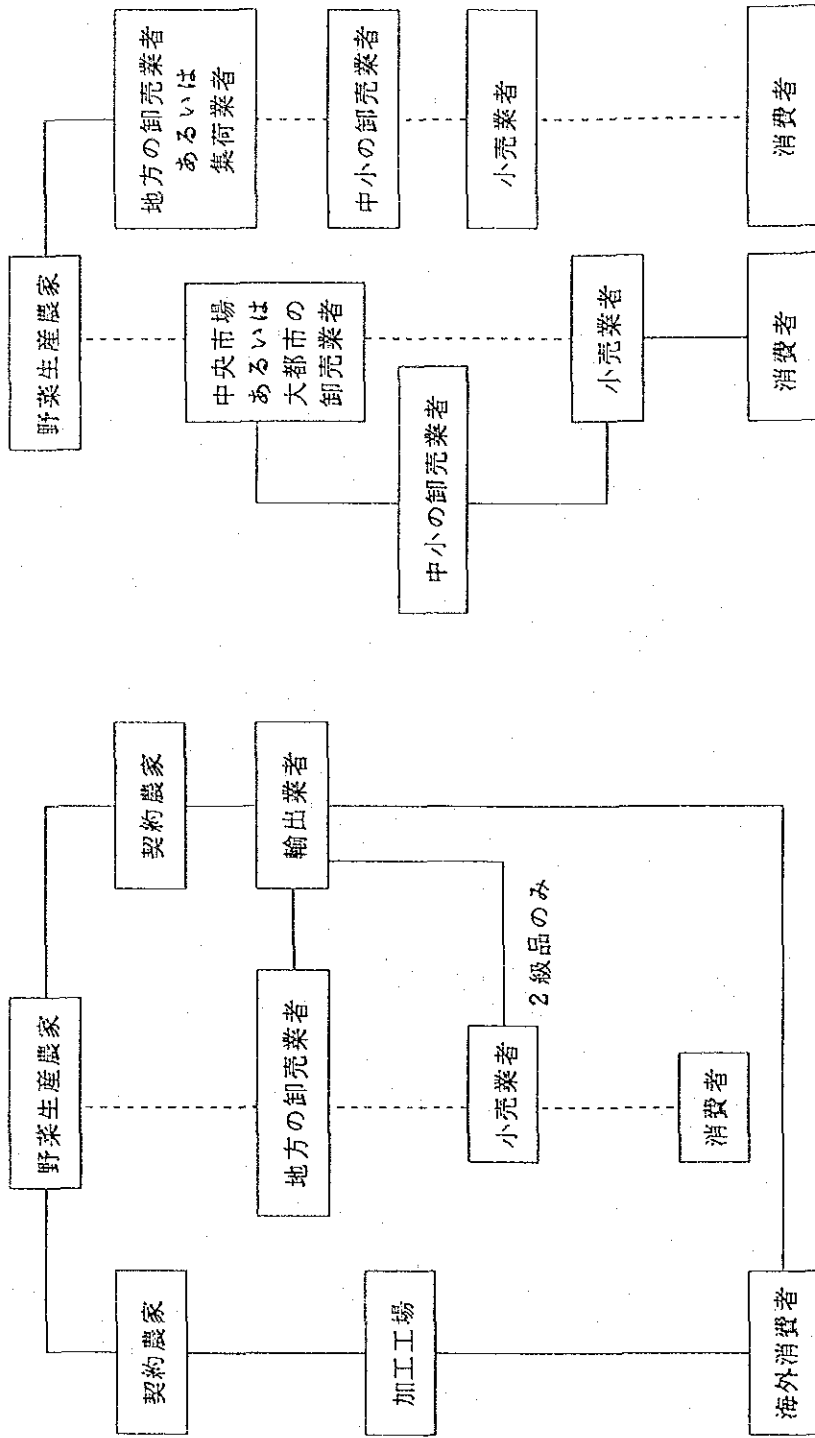 野菜生産農家
契約農家
契約農家
地方の卸売業者
輸出業者
加工工場
小売業者
2級品のみ
消費者
海外消費者
野菜生産農家
地方の卸売業者
あるいは
集荷業者
中央市場
あるいは
大都市の
卸売業者
中小の卸売業者
中小の卸売業者
小売業者
小売業者
消費者
消費者